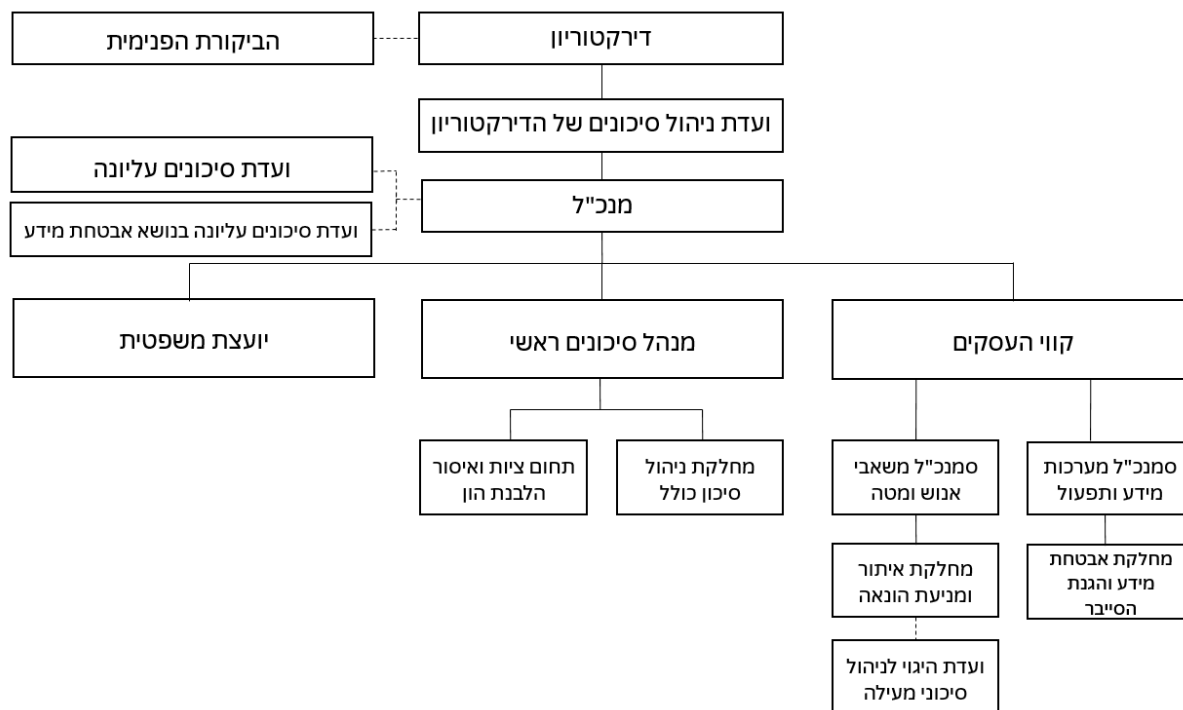 דירקטוריון
הביקורת הפנימית
ועדת ניהול סיכונים של הדירקטוריון
ועדת סיכונים עליונה
מנכ"ל
ועדת סיכונים עליונה בנושא אבטחת מידע
קווי העסקים
מנהל סיכונים ראשי
יועצת משפטית
סמנכ"ל מערכות
מידע ותפעול
סמנכ"ל משאבי
אנוש ומטה
מחלקת ניהול
סיכון כולל
תחום ציות ואיסור
הלבנת הון
מחלקת אבטחת
מידע והגנת
הסייבר
מחלקת איתור
ומניעת הונאה
ועדת היגוי לניהול
סיכוני מעילה